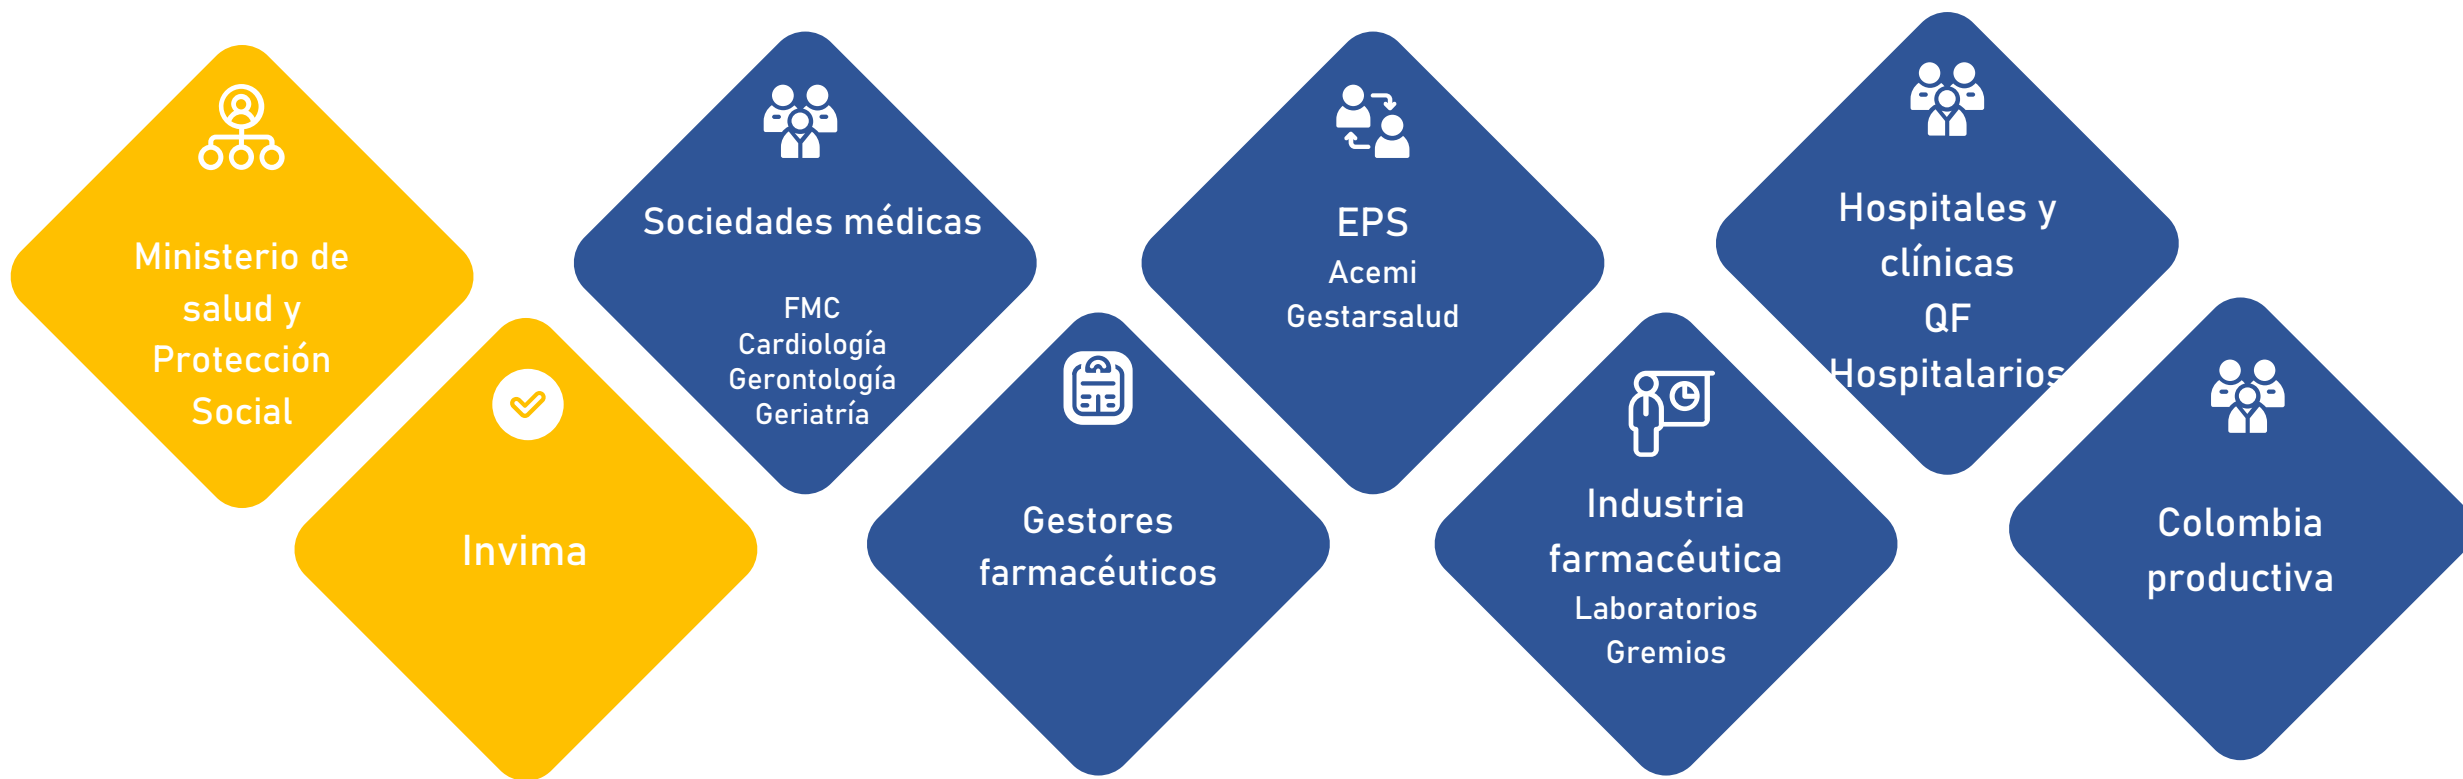 Ministerio de
salud y
Protección
Social
Invima
Sociedades médicas
FMC
Cardiología
Gerontología
Geriatría
Gestores
farmacéuticos
EPS
Acemi
Gestarsalud
Industria
farmacéutica
Laboratorios
Gremios
Hospitales y
clínicas
QF
Hospitalarios
Colombia
productiva